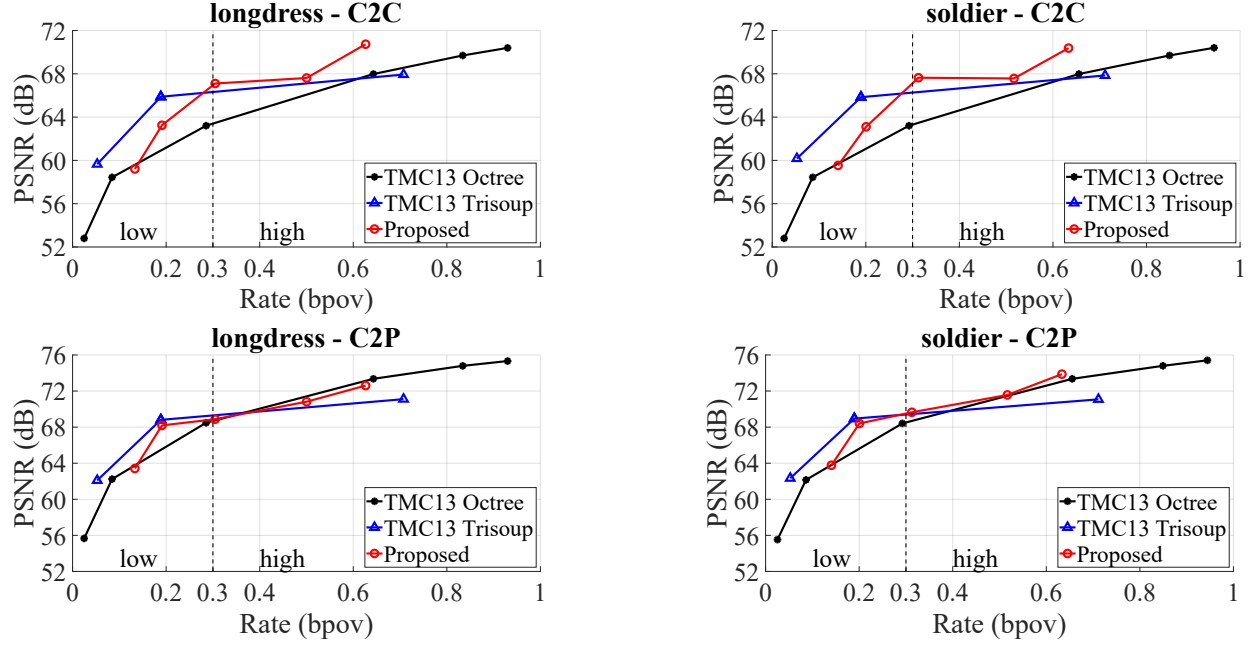 longdress - C2C
72
68
64
60
56
52
PSNR (dB)
low
high
TMC13 Octree
TMC13 Trisoup
Proposed
0 0.2 0.3 0.4 0.6 0.8 1
Rate (bpov)
soldier - C2C
72
68
64
60
56
52
PSNR (dB)
low
high
TMC13 Octree
TMC13 Trisoup
Proposed
0 0.2 0.3 0.4 0.6 0.8 1
Rate (bpov)
longdress - C2P
76
72
68
64
60
56
52
PSNR (dB)
low
high
TMC13 Octree
TMC13 Trisoup
Proposed
0 0.2 0.3 0.4 0.6 0.8 1
Rate (bpov)
soldier - C2P
76
72
68
64
60
56
52
PSNR (dB)
low
high
TMC13 Octree
TMC13 Trisoup
Proposed
0 0.2 0.3 0.4 0.6 0.8 1
Rate (bpov)